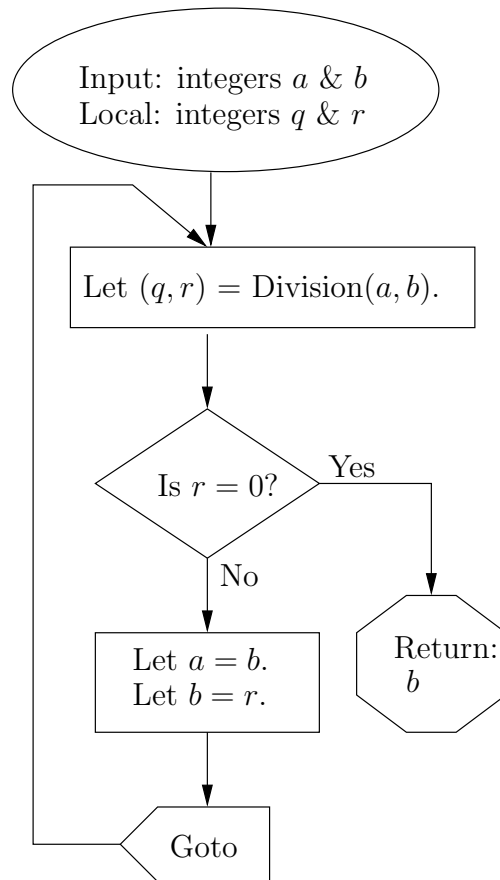 Input: integers a & b
Local: integers q & r
Let (q, r) = Division(a, b).
Is r = 0?
Yes
No
Let a = b.
Let b = r.
Return:
b
Goto